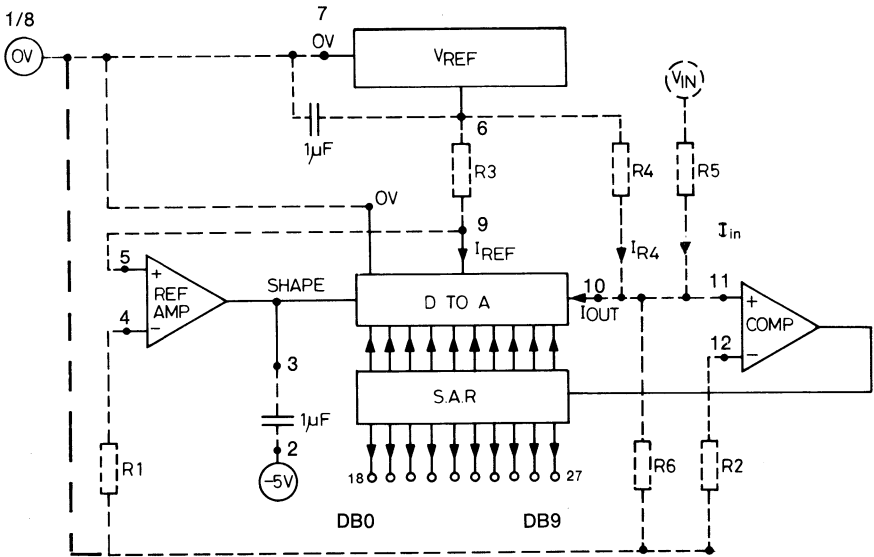 1/8
7
0V
0V
VREF
VIN
6
1µF
R3
R4
R5
0V
9
IREF
IR4
Iin
5
+
REF
AMP
4
−
SHAPE
D TO A
10
IOUT
11
+
COMP
12
−
3
S.A.R
1µF
2
−5V
R1
R6
R2
18
27
DB0
DB9